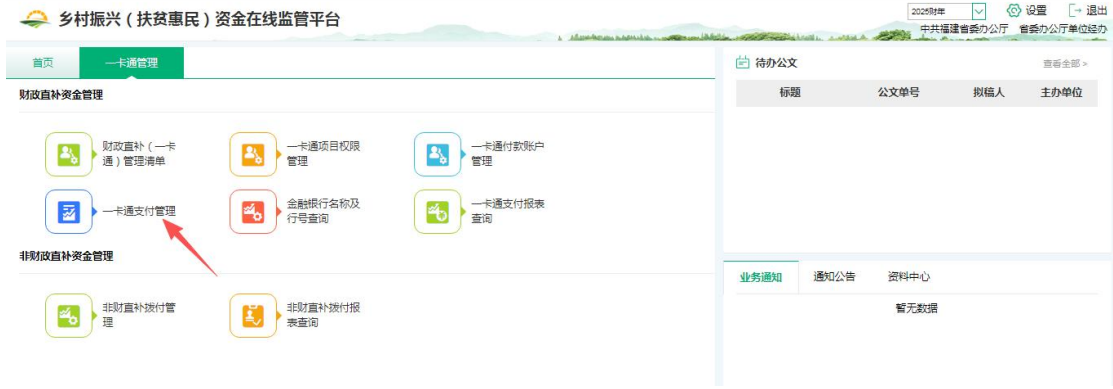 乡村振兴（扶贫惠民）资金在线监管平台
2025财年
设置
退出
中共福建省委办公厅 省委办公厅单位经办
首页
一卡通管理
财政直补资金管理
财政直补（一卡
通）管理清单
一卡通项目权限
管理
一卡通付款账户
管理
一卡通支付管理
金融银行名称及
行号查询
一卡通支付报表
查询
非财政直补资金管理
非财直补拨付管
理
非财直补拨付报
表查询
待办公文
查看全部 >
标题 公文单号 拟稿人 主办单位
业务通知 通知公告 资料中心
暂无数据